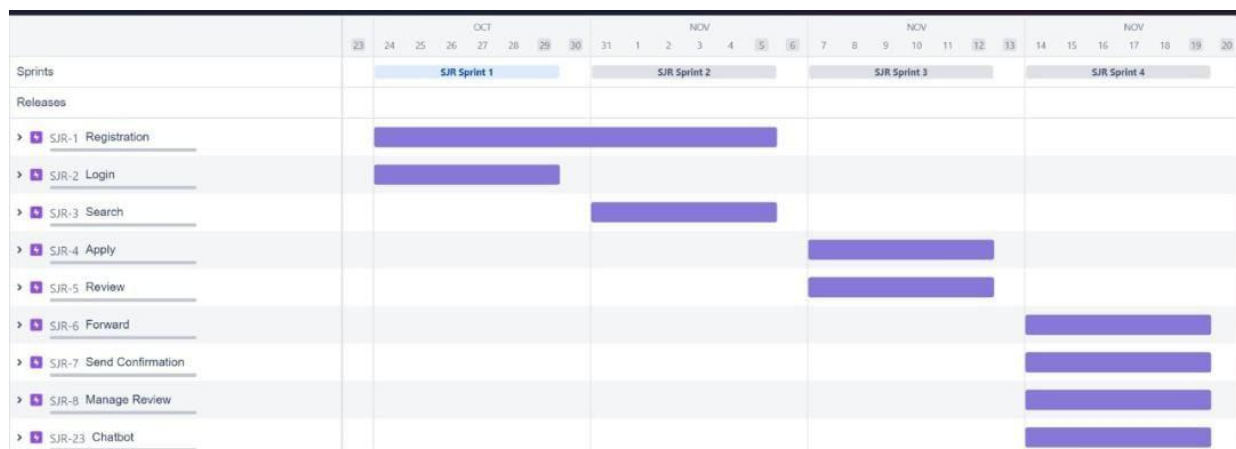 OCT NOV NOV NOV
23 24 25 26 27 28 29 30 31 1 2 3 4 5 6 7 8 9 10 11 12 13 14 15 16 17 18 19 20
Sprints SJR Sprint 1 SJR Sprint 2 SJR Sprint 3 SJR Sprint 4
Releases
SJR-1 Registration
SJR-2 Login
SJR-3 Search
SJR-4 Apply
SJR-5 Review
SJR-6 Forward
SJR-7 Send Confirmation
SJR-8 Manage Review
SJR-23 Chatbot